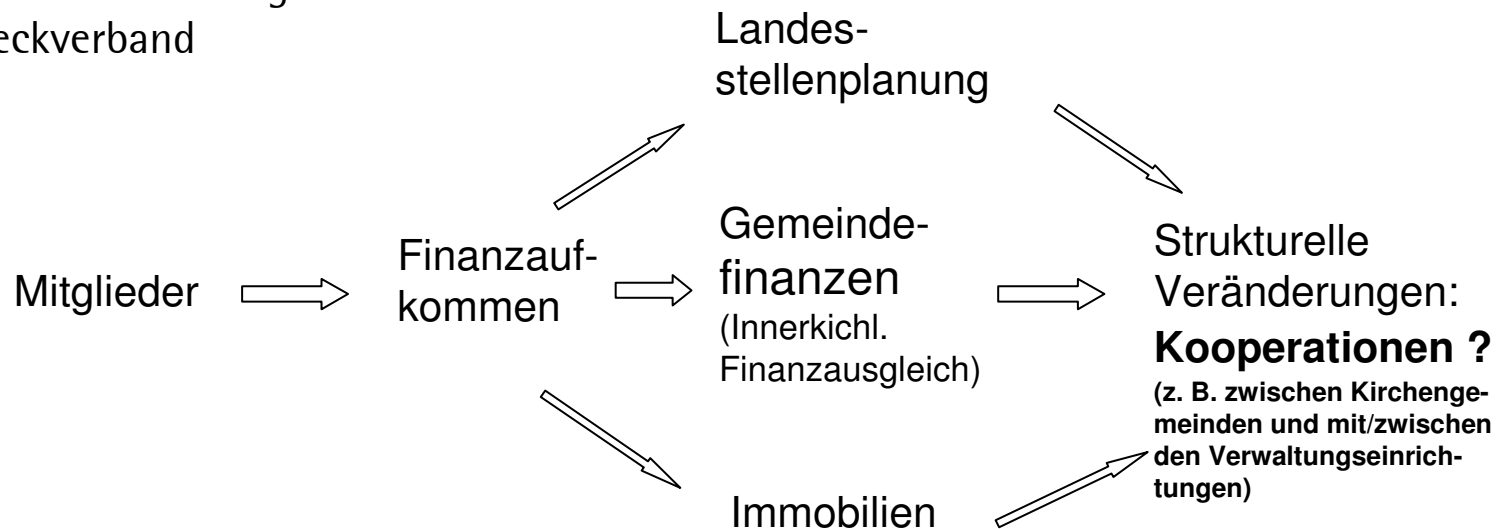 eckverband
Mitglieder
Finanzauf-
kommen
Landes-
stellenplanung
Gemeinde-
finanzen
(Innerkichl.
Finanzausgleich)
Immobilien
Strukturelle
Veränderungen:
Kooperationen ?
(z. B. zwischen Kirchenge-
meinden und mit/zwischen
den Verwaltungseinrich-
tungen)